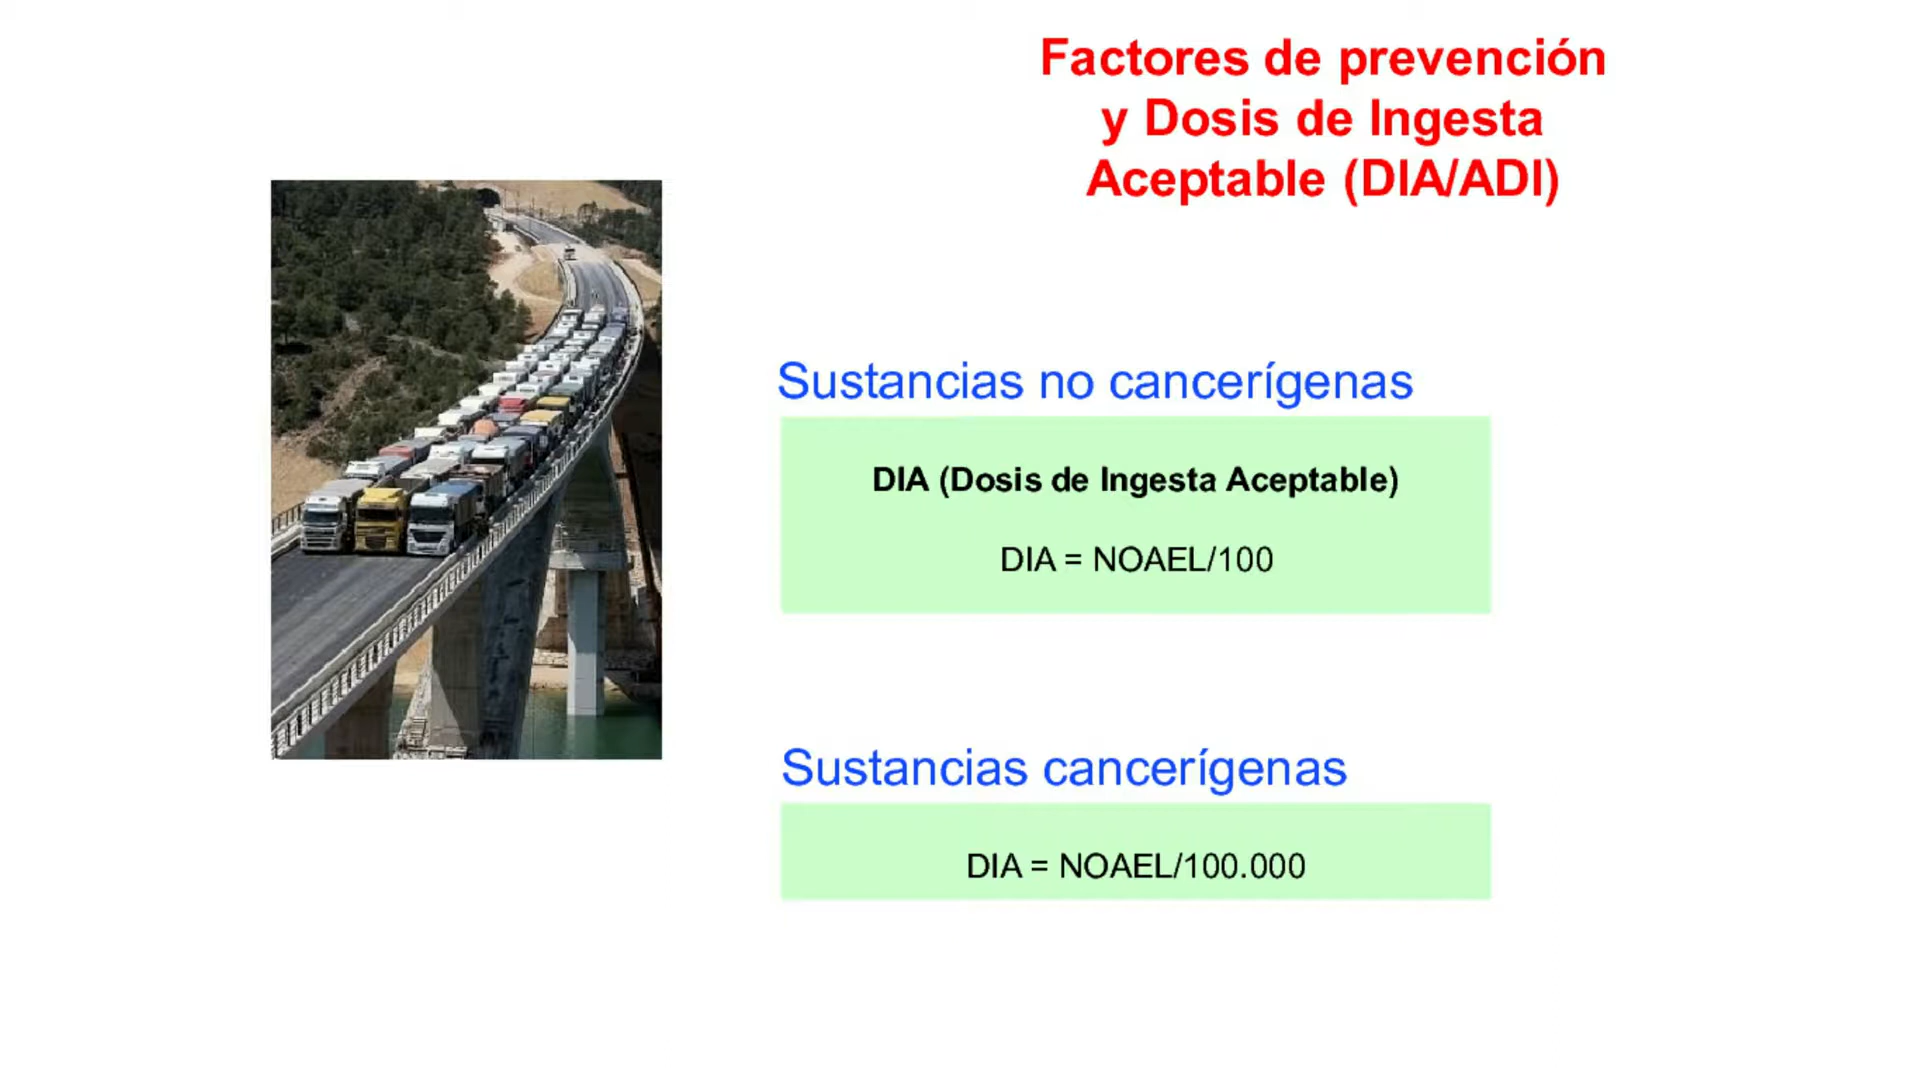 Factores de prevención
y Dosis de Ingesta
Aceptable (DIA/ADI)
Sustancias no cancerígenas
DIA (Dosis de Ingesta Aceptable)
DIA = NOAEL/100
Sustancias cancerígenas
DIA = NOAEL/100.000